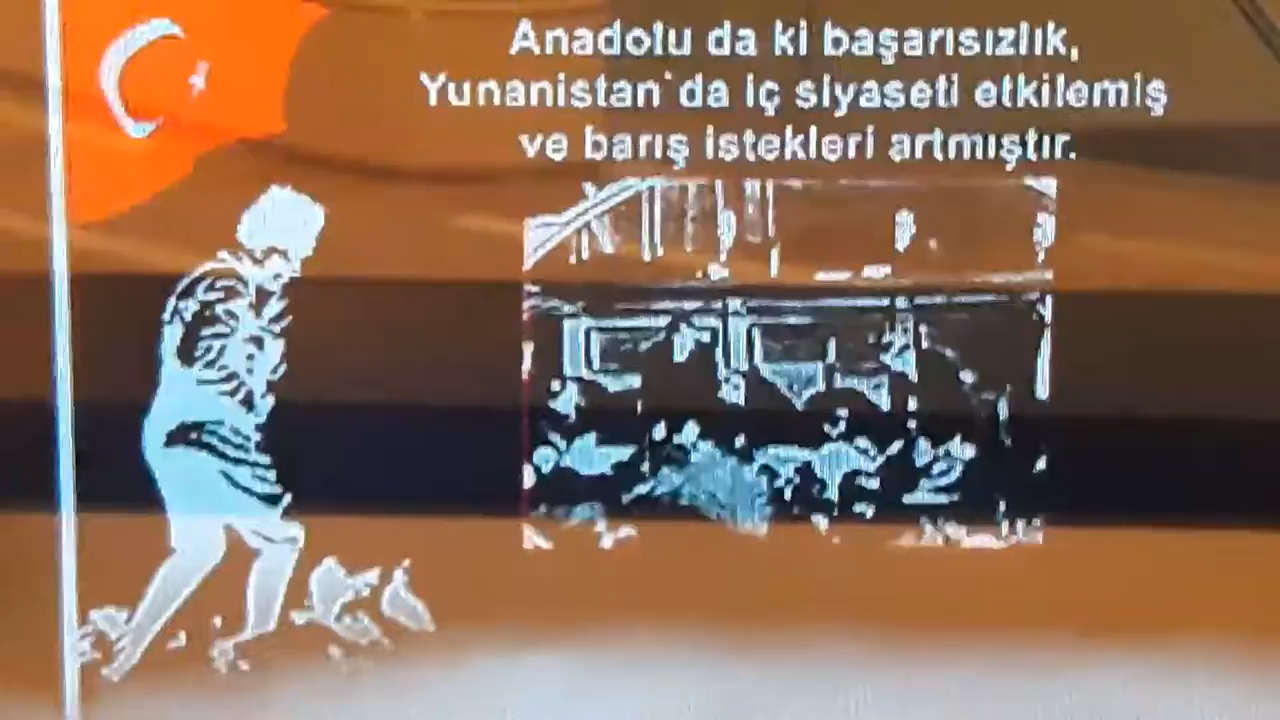 Anadolu da ki başarısızlık,
Yunanistan`da iç siyaseti etkilemiş
ve barış istekleri artmıştır.